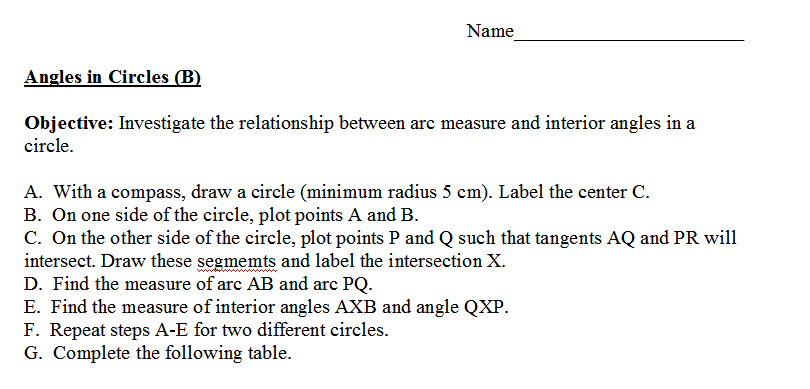 Name
Angles in Circles (B)
Objective: Investigate the relationship between arc measure and interior angles in a
circle.
A. With a compass, draw a circle (minimum radius 5 cm). Label the center C.
B. On one side of the circle, plot points A and B.
C. On the other side of the circle, plot points P and Q such that tangents AQ and PR will
intersect. Draw these segmemts and label the intersection X.
D. Find the measure of arc AB and arc PQ.
E. Find the measure of interior angles AXB and angle QXP.
F. Repeat steps A-E for two different circles.
G. Complete the following table.